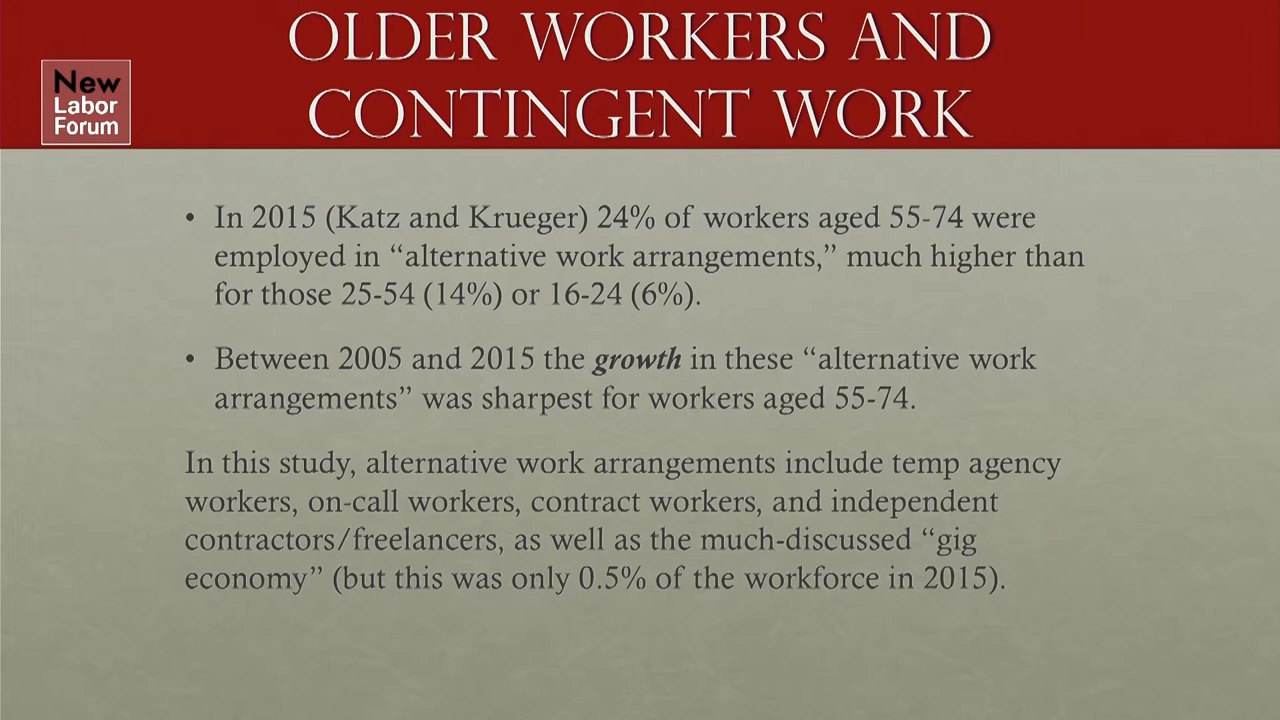 OLDER WORKERS AND
CONTINGENT WORK
New
Labor
Forum
• In 2015 (Katz and Krueger) 24% of workers aged 55-74 were
employed in “alternative work arrangements,” much higher than
for those 25-54 (14%) or 16-24 (6%).
• Between 2005 and 2015 the growth in these “alternative work
arrangements” was sharpest for workers aged 55-74.
In this study, alternative work arrangements include temp agency
workers, on-call workers, contract workers, and independent
contractors/freelancers, as well as the much-discussed “gig
economy” (but this was only 0.5% of the workforce in 2015).